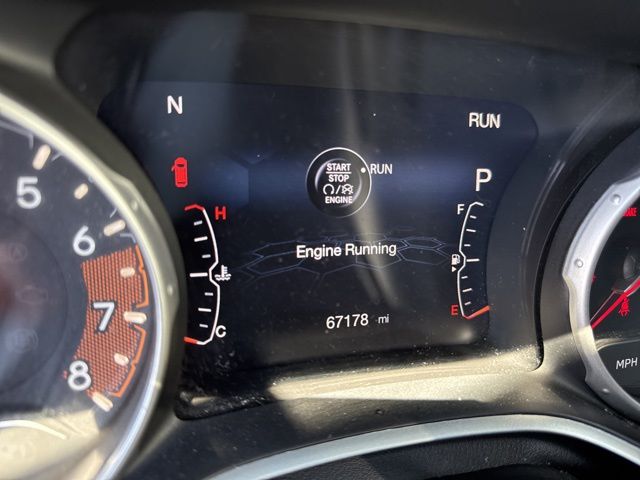 N
RUN
START
STOP
ENGINE
RUN
P
H
F
5
6
7
8
Engine Running
C
E
67178 mi
MPH